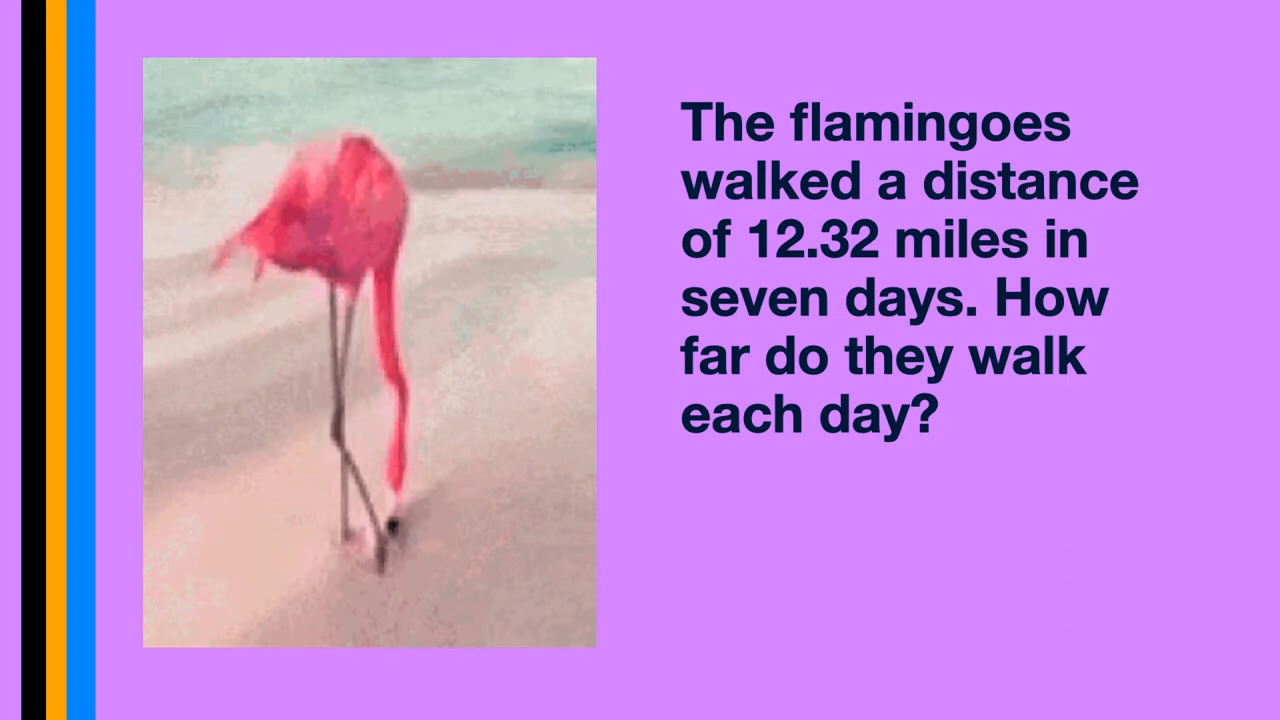 The flamingoes
walked a distance
of 12.32 miles in
seven days. How
far do they walk
each day?